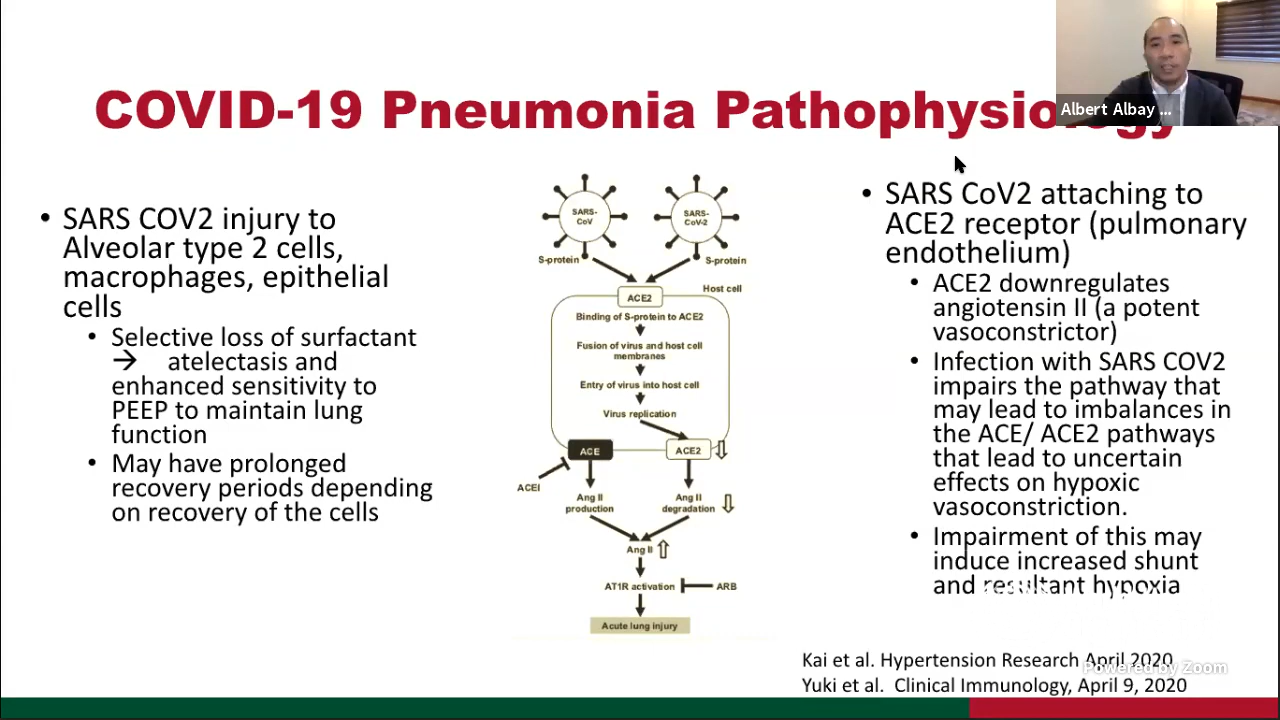 COVID-19 Pneumonia Pathophysiology
Albert Albay ...
• SARS COV2 injury to
Alveolar type 2 cells,
macrophages, epithelial
cells
• Selective loss of surfactant
→ atelectasis and
enhanced sensitivity to
PEEP to maintain lung
function
• May have prolonged
recovery periods depending
on recovery of the cells
SARS-
CoV
SARS-
CoV-2
S-protein
S-protein
Host cell
ACE2
Binding of S-protein to ACE2
Fusion of virus and host cell
membranes
Entry of virus into host cell
Virus replication
ACE
ACE2
ACEI
Ang II
production
Ang II
degradation
Ang II
AT1R activation
ARB
Acute lung injury
• SARS CoV2 attaching to
ACE2 receptor (pulmonary
endothelium)
• ACE2 downregulates
angiotensin II (a potent
vasoconstrictor)
• Infection with SARS COV2
impairs the pathway that
may lead to imbalances in
the ACE/ ACE2 pathways
that lead to uncertain
effects on hypoxic
vasoconstriction.
• Impairment of this may
induce increased shunt
and resultant hypoxia
Kai et al. Hypertension Research April 2020
Powered by Zoom
Yuki et al. Clinical Immunology, April 9, 2020